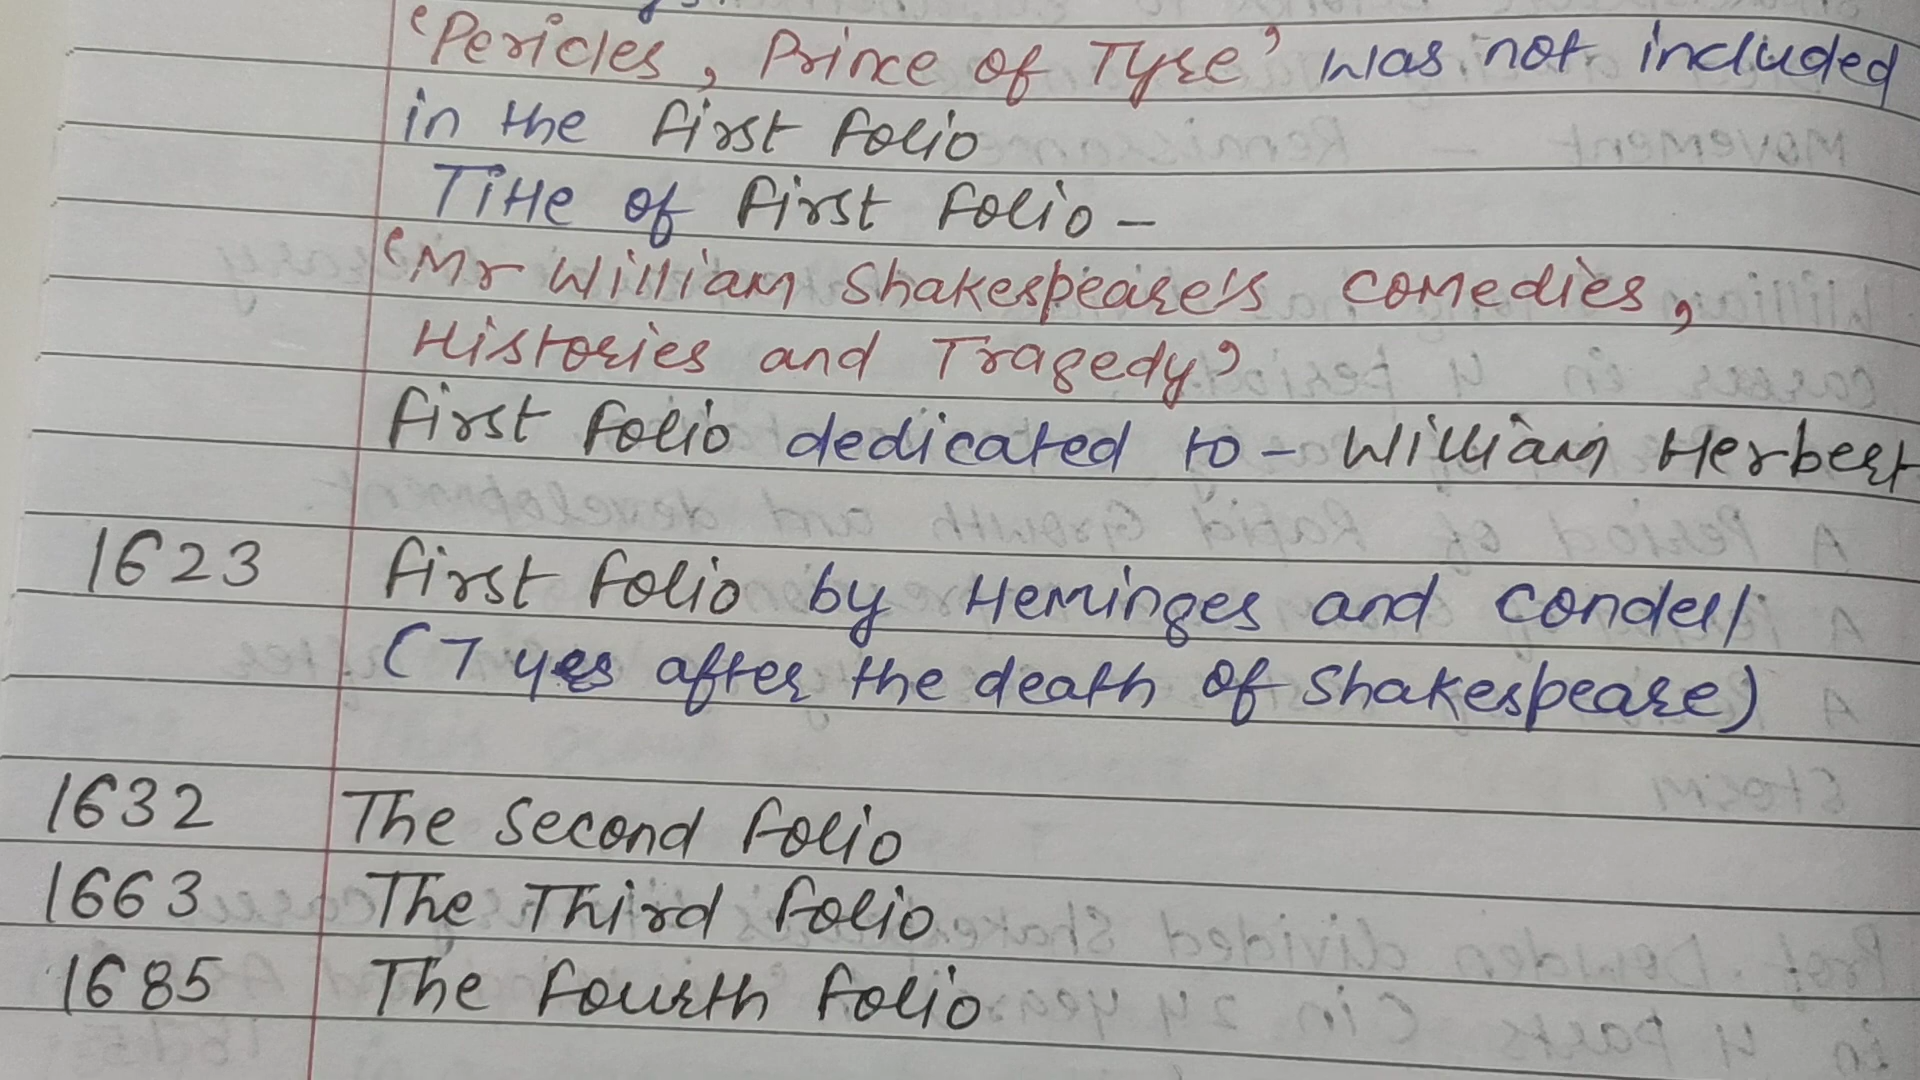 'Pericles, Prince of Tyre' was not included
in the First Folio
Title of First Folio -
'Mr William Shakespeare's Comedies,
Histories and Tragedy'
First Folio dedicated to - William Herbert
1623 First Folio by Heminges and Condell
(7 yrs after the death of Shakespeare)
1632 The Second Folio
1663 The Third Folio
1685 The Fourth Folio